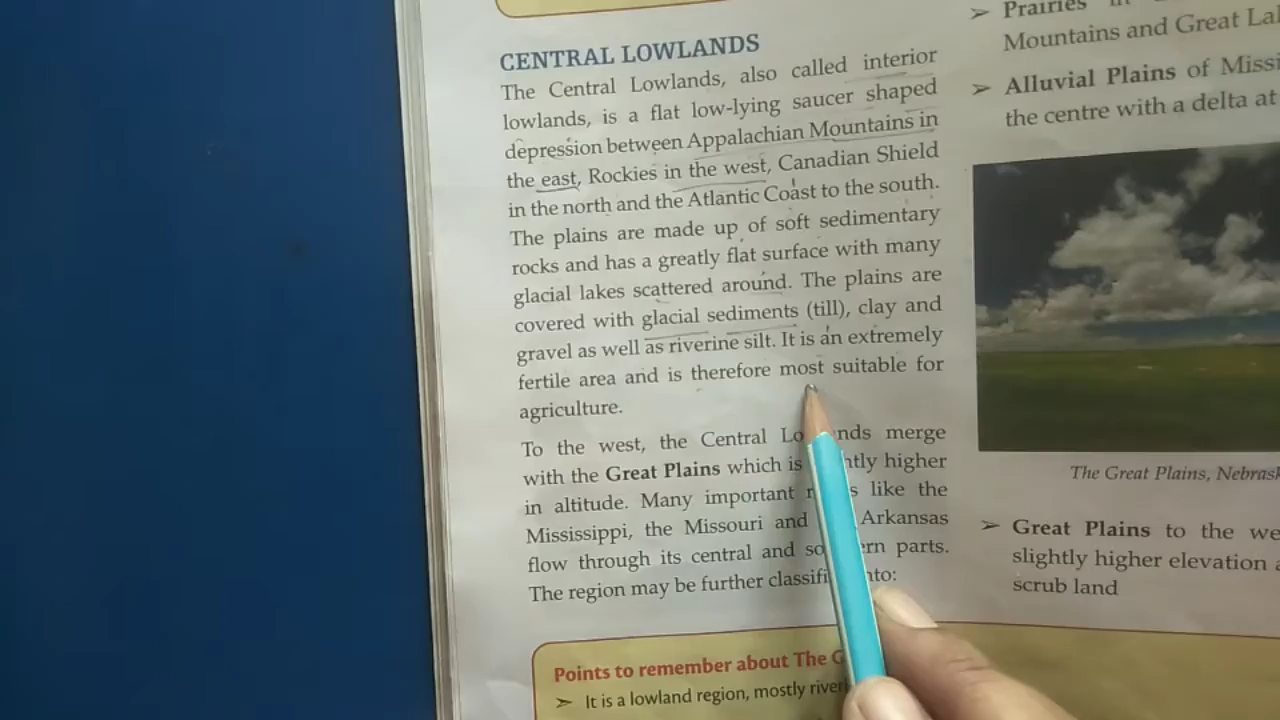 CENTRAL LOWLANDS
The Central Lowlands, also called interior
lowlands, is a flat low-lying saucer shaped
depression between Appalachian Mountains in
the east, Rockies in the west, Canadian Shield
in the north and the Atlantic Coast to the south.
The plains are made up of soft sedimentary
rocks and has a greatly flat surface with many
glacial lakes scattered around. The plains are
covered with glacial sediments (till), clay and
gravel as well as riverine silt. It is an extremely
fertile area and is therefore most suitable for
agriculture.
To the west, the Central merge
with the Great Plains which is higher
in altitude. Many important like the
Mississippi, the Missouri and Arkansas
flow through its central and parts.
The region may be further
Points to remember about The
➢ It is a lowland region, mostly
➢ Prairies in
Mountains and Great
➢ Alluvial Plains of
the centre with a delta at
The Great Plains,
➢ Great Plains to the
slightly higher elevation
scrub land